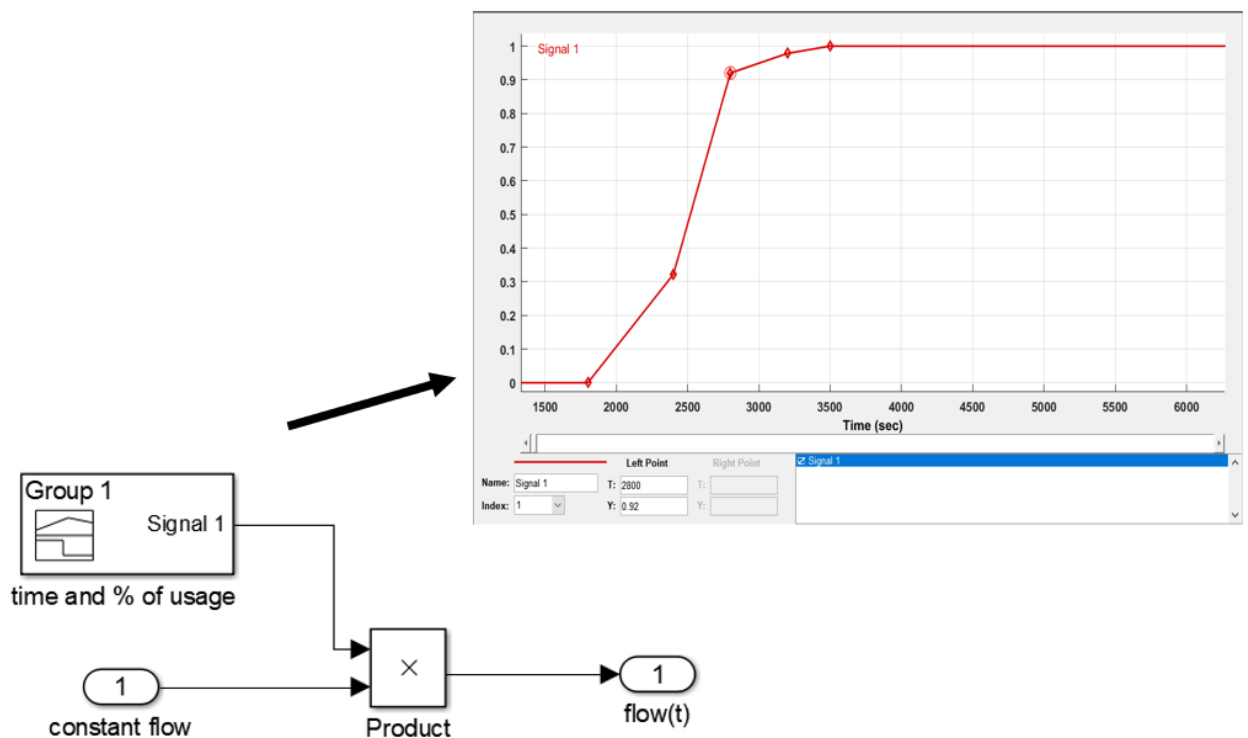 Signal 1
1
0.9
0.8
0.7
0.6
0.5
0.4
0.3
0.2
0.1
0
1500 2000 2500 3000 3500 4000 4500 5000 5500 6000
Time (sec)
Left Point Right Point
Name: Signal 1 T: 2800 T:
Index: 1 Y: 0.92 Y:
Signal 1
Group 1
Signal 1
time and % of usage
×
Product
1
constant flow
1
flow(t)